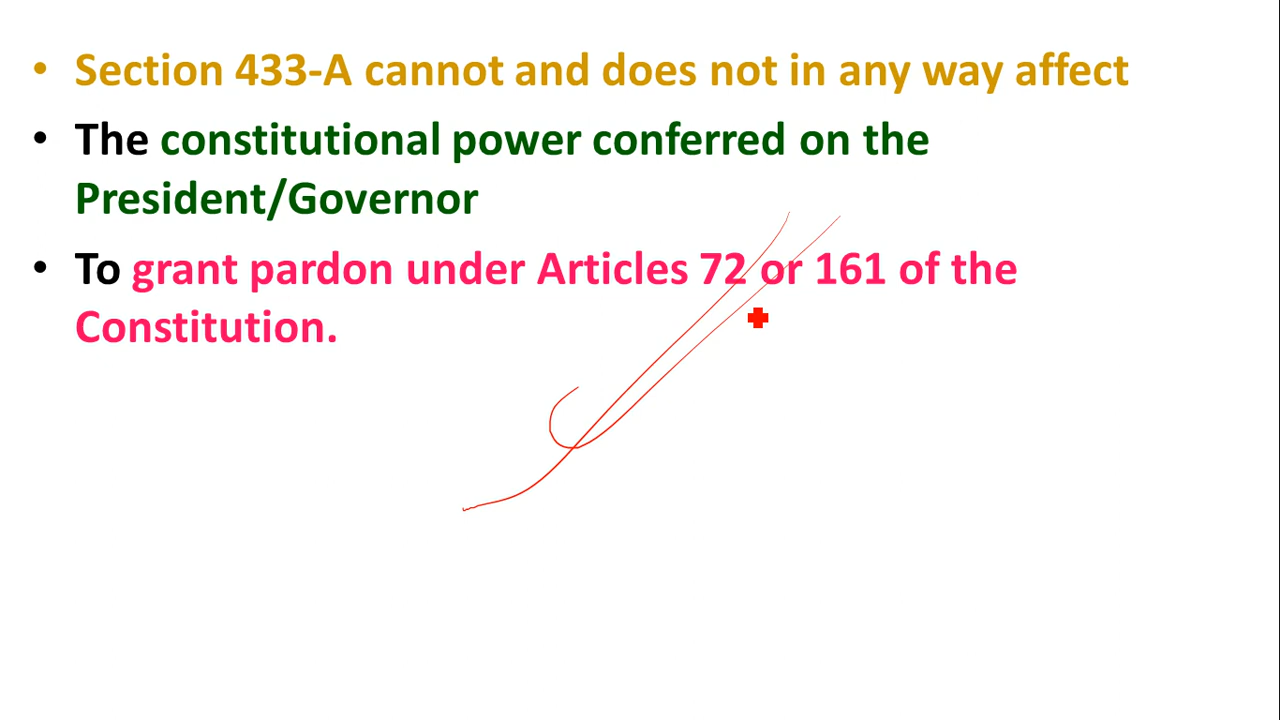 • Section 433-A cannot and does not in any way affect
• The constitutional power conferred on the
President/Governor
• To grant pardon under Articles 72 or 161 of the
Constitution.